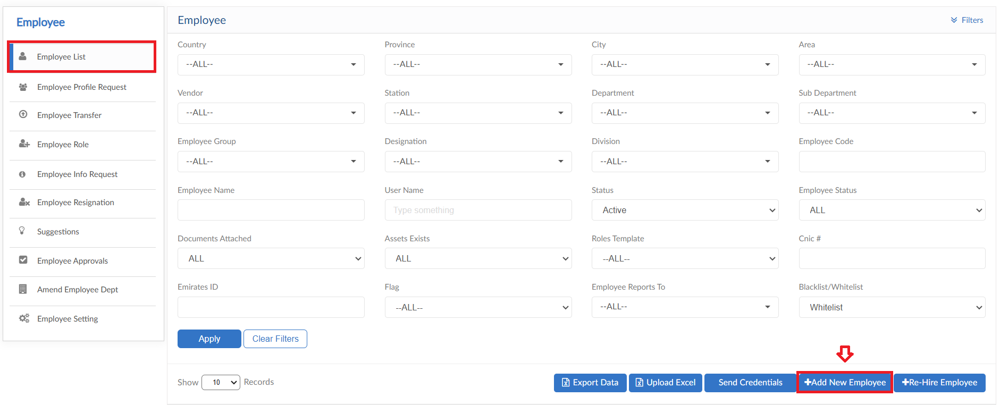 Employee
Employee List
Employee Profile Request
Employee Transfer
Employee Role
Employee Info Request
Employee Resignation
Suggestions
Employee Approvals
Amend Employee Dept
Employee Setting
Employee
Filters
Country Province City Area
--ALL-- --ALL-- --ALL-- --ALL--
Vendor Station Department Sub Department
--ALL-- --ALL-- --ALL-- --ALL--
Employee Group Designation Division Employee Code
--ALL-- --ALL-- --ALL--
Employee Name User Name Status Employee Status
Type something Active ALL
Documents Attached Assets Exists Roles Template Cnic #
ALL ALL --ALL--
Emirates ID Flag Employee Reports To Blacklist/Whitelist
--ALL-- --ALL-- Whitelist
Apply Clear Filters
Show 10 Records Export Data Upload Excel Send Credentials +Add New Employee +Re-Hire Employee